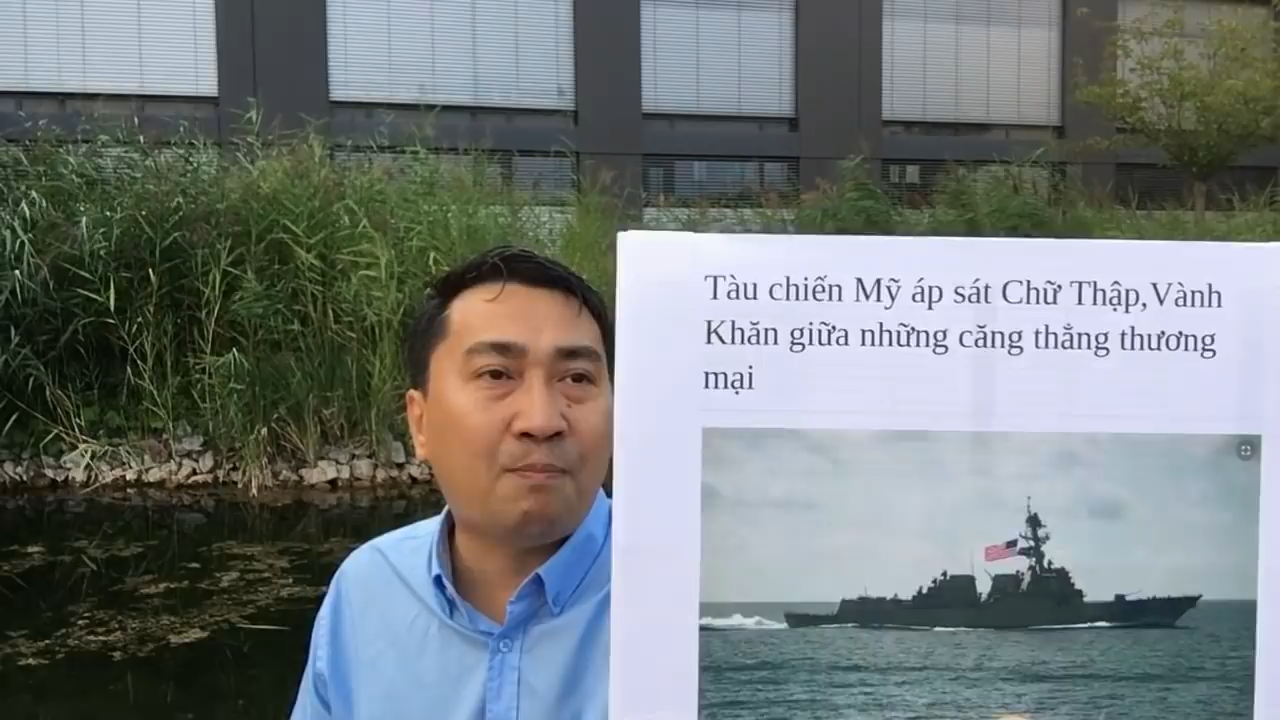 Tàu chiến Mỹ áp sát Chữ Thập,Vành
Khăn giữa những căng thẳng thương
mại